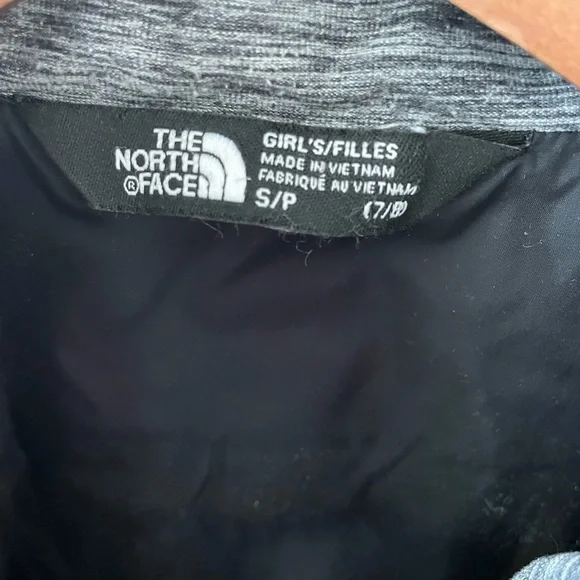 THE
NORTH
®FACE
GIRL'S/FILLES
MADE IN VIETNAM
FABRIQUÉ AU VIETNAM
S/P (7/8)